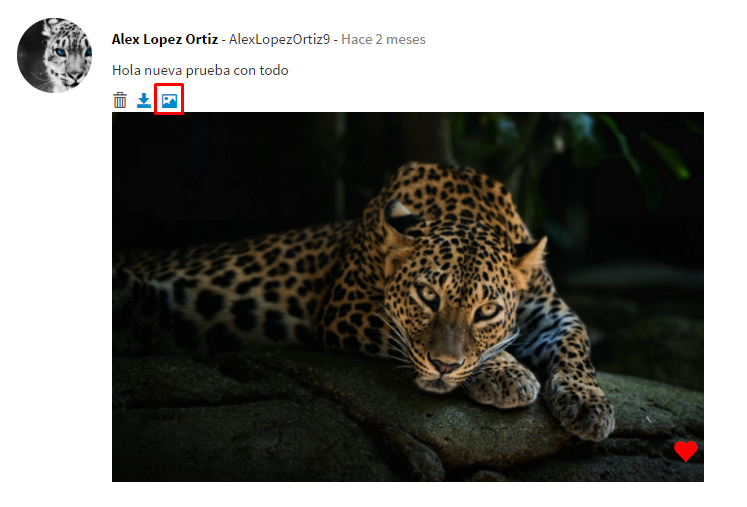 Alex Lopez Ortiz - AlexLopezOrtiz9 - Hace 2 meses
Hola nueva prueba con todo